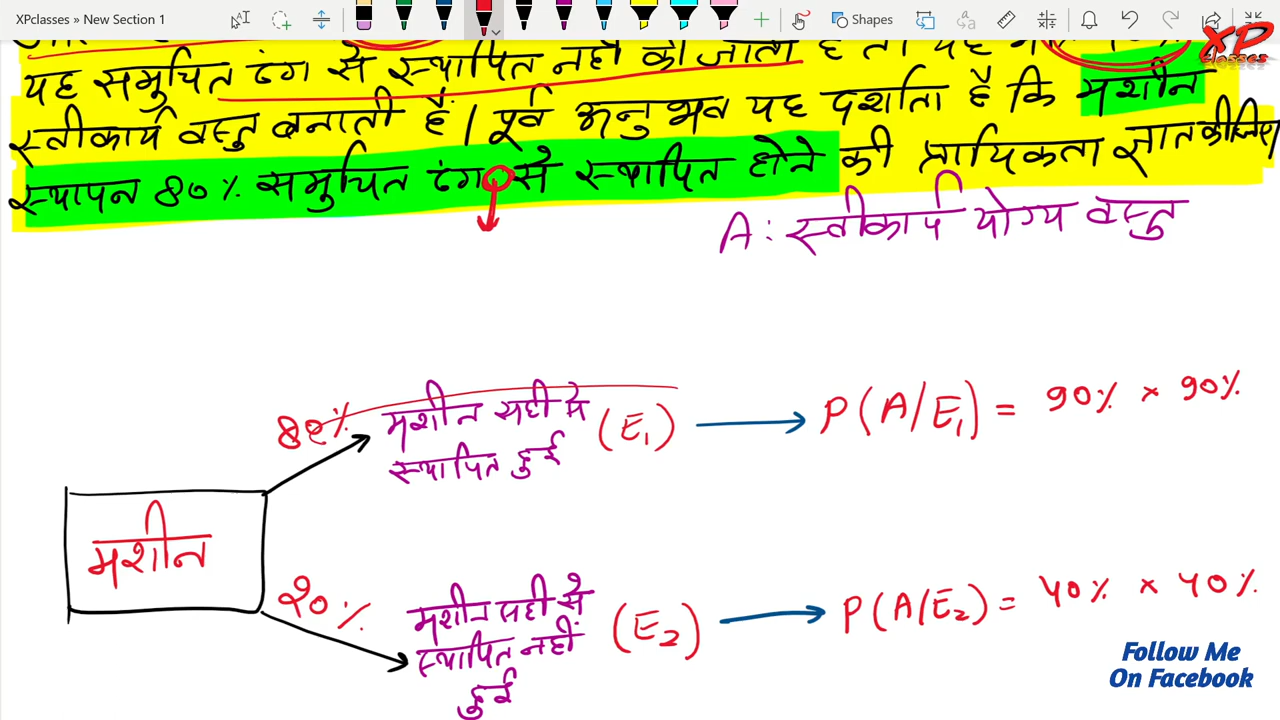 XPclasses » New Section 1
Shapes
XP
classes
यह समुचित ढंग से स्थापित नहीं की जाती है तो यह
स्वीकार्य वस्तु बनाती है। पूर्व अनुभव यह दर्शाता है कि मशीन
स्थापन 80% समुचित ढंग से स्थापित होने की प्रायिकता ज्ञात कीजिए
A: स्वीकार्य योग्य वस्तु
80% मशीन सही से (E₁) → P(A/E₁) = 90% × 90%
स्थापित हुई
मशीन
20% मशीन सही से (E₂) → P(A/E₂) = 40% × 40%
स्थापित नहीं
हुई
Follow Me
On Facebook